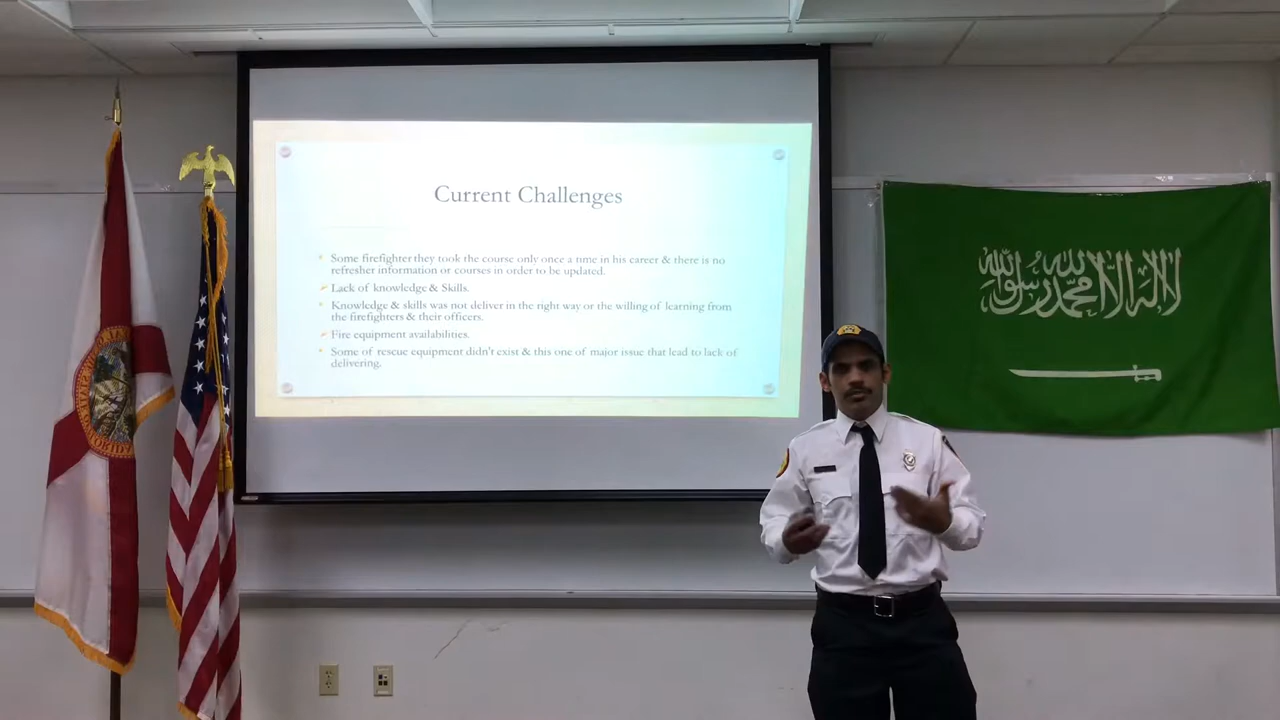 Current Challenges
Some firefighter they took the course only once a time in his career & there is no
refresher information or courses in order to be updated.
Lack of knowledge & Skills.
Knowledge & skills was not deliver in the right way or the willing of learning from
the firefighters & their officers.
Fire equipment availabilities.
Some of rescue equipment didn't exist & this one of major issue that lead to lack of
delivering.
لا إله إلا الله محمد رسول الله